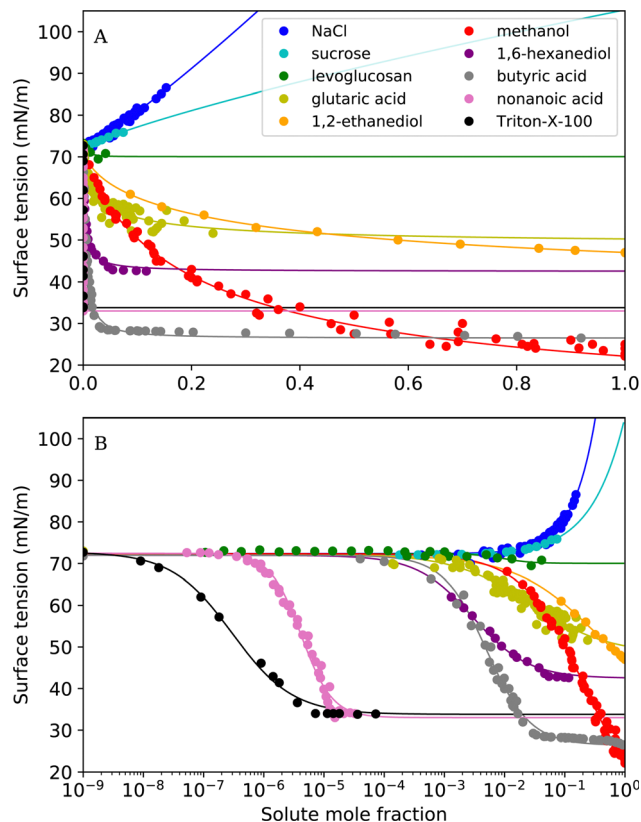 A
NaCl
sucrose
levoglucosan
glutaric acid
1,2-ethanediol
methanol
1,6-hexanediol
butyric acid
nonanoic acid
Triton-X-100
Surface tension (mN/m)
100
90
80
70
60
50
40
30
20
0.0 0.2 0.4 0.6 0.8 1.0
B
Surface tension (mN/m)
100
90
80
70
60
50
40
30
20
10⁻⁹ 10⁻⁸ 10⁻⁷ 10⁻⁶ 10⁻⁵ 10⁻⁴ 10⁻³ 10⁻² 10⁻¹ 10⁰
Solute mole fraction